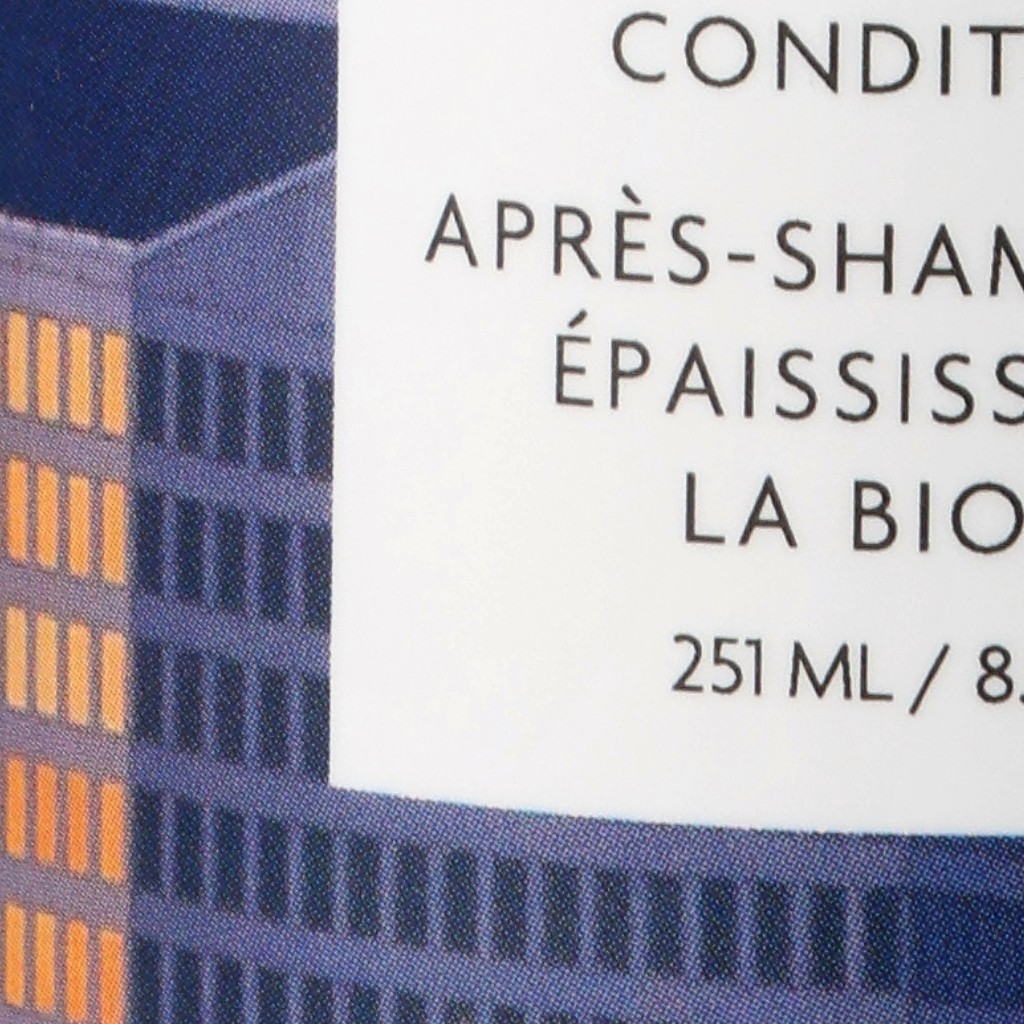 CONDIT
APRÈS-SHAM
ÉPAISSISS
LA BIO
251 ML / 8.